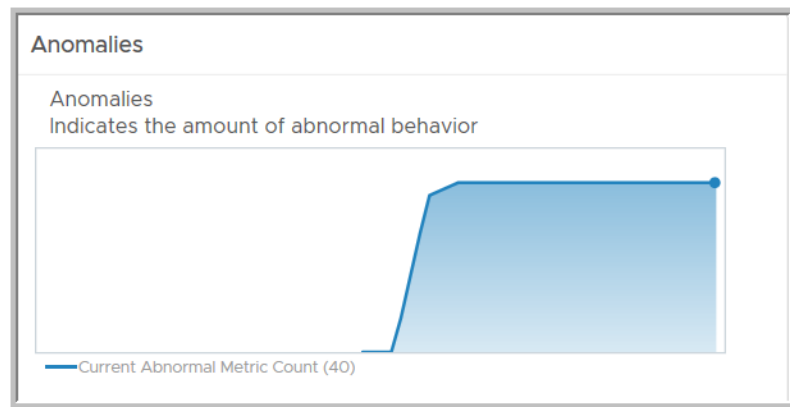 Anomalies
Anomalies
Indicates the amount of abnormal behavior
Current Abnormal Metric Count (40)